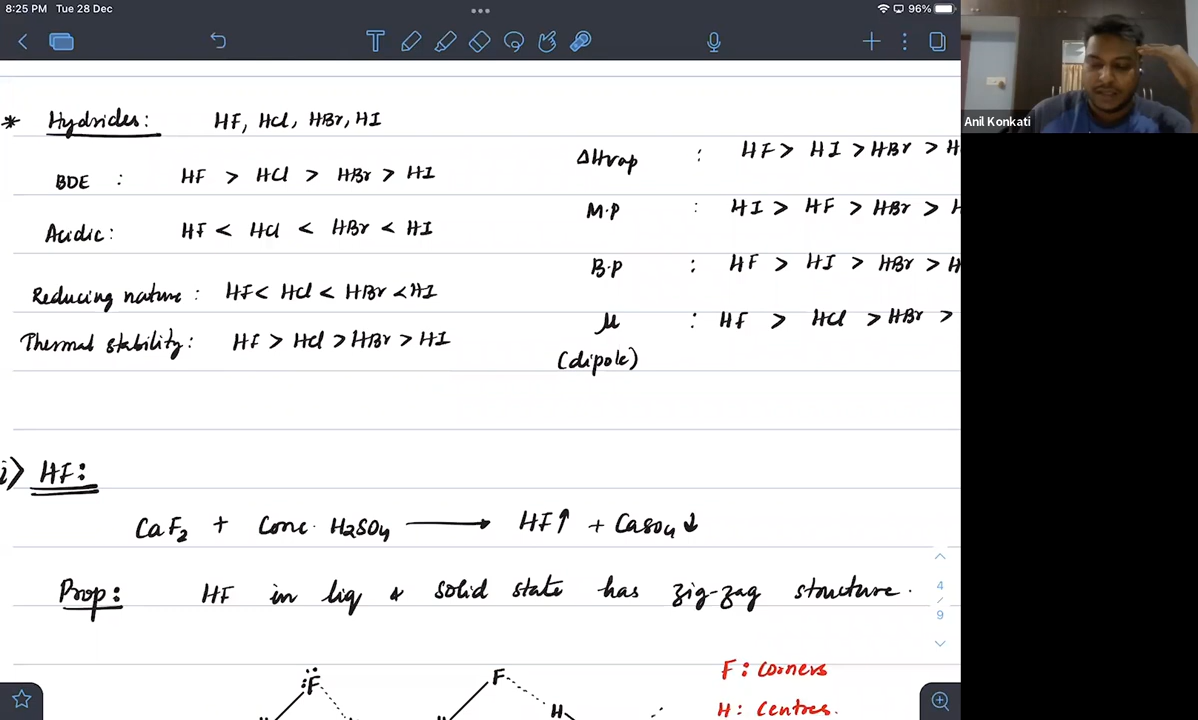 8:25 PM Tue 28 Dec
96%
Anil Konkati
* Hydrides: HF, HCl, HBr, HI
BDE : HF > HCl > HBr > HI
Acidic: HF < HCl < HBr < HI
Reducing nature: HF < HCl < HBr < HI
Thermal stability: HF > HCl > HBr > HI
ΔHvap : HF > HI > HBr > H
M.P : HI > HF > HBr > H
B.P : HF > HI > HBr > H
μ : HF > HCl > HBr >
(dipole)
i) HF:
CaF2 + Conc. H2SO4 ⟶ HF↑ + CaSO4↓
Prop: HF in liq & solid state has zig-zag structure.
4
/
9
F F
H
F: Corners
H: Centres.